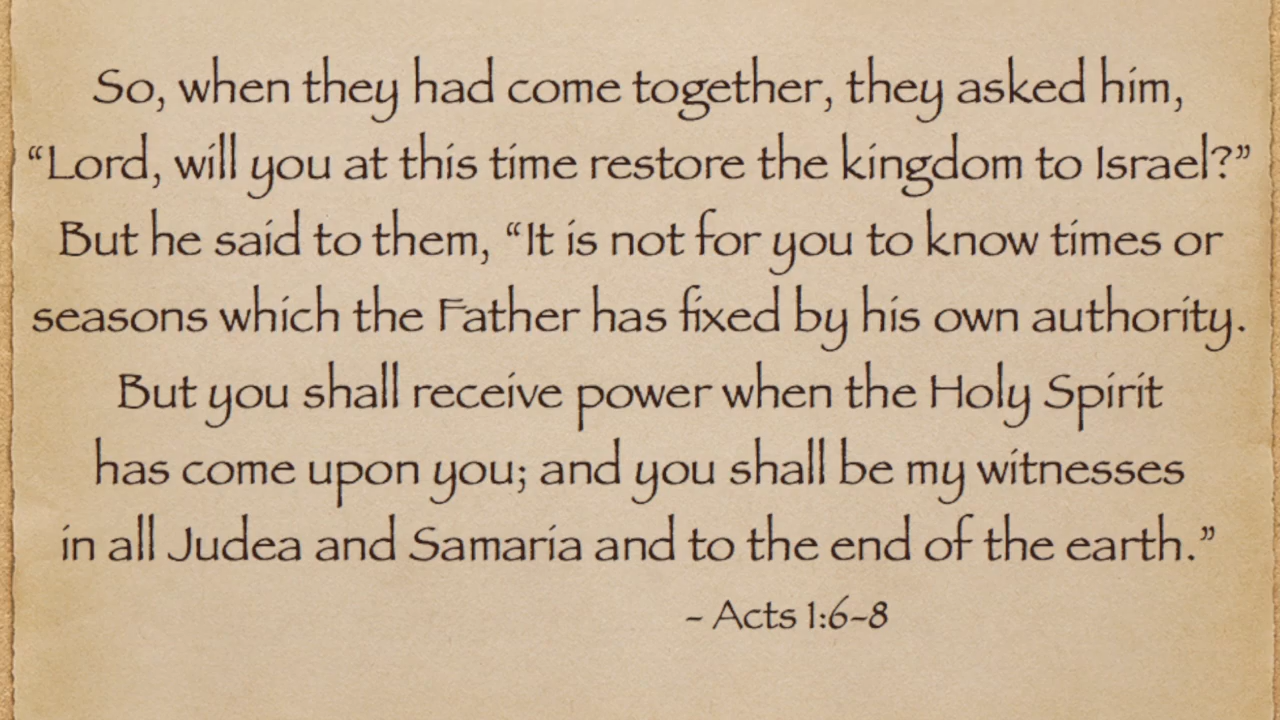 So, when they had come together, they asked him,
“Lord, will you at this time restore the kingdom to Israel?”
But he said to them, “It is not for you to know times or
seasons which the Father has fixed by his own authority.
But you shall receive power when the Holy Spirit
has come upon you; and you shall be my witnesses
in all Judea and Samaria and to the end of the earth.”
- Acts 1:6-8